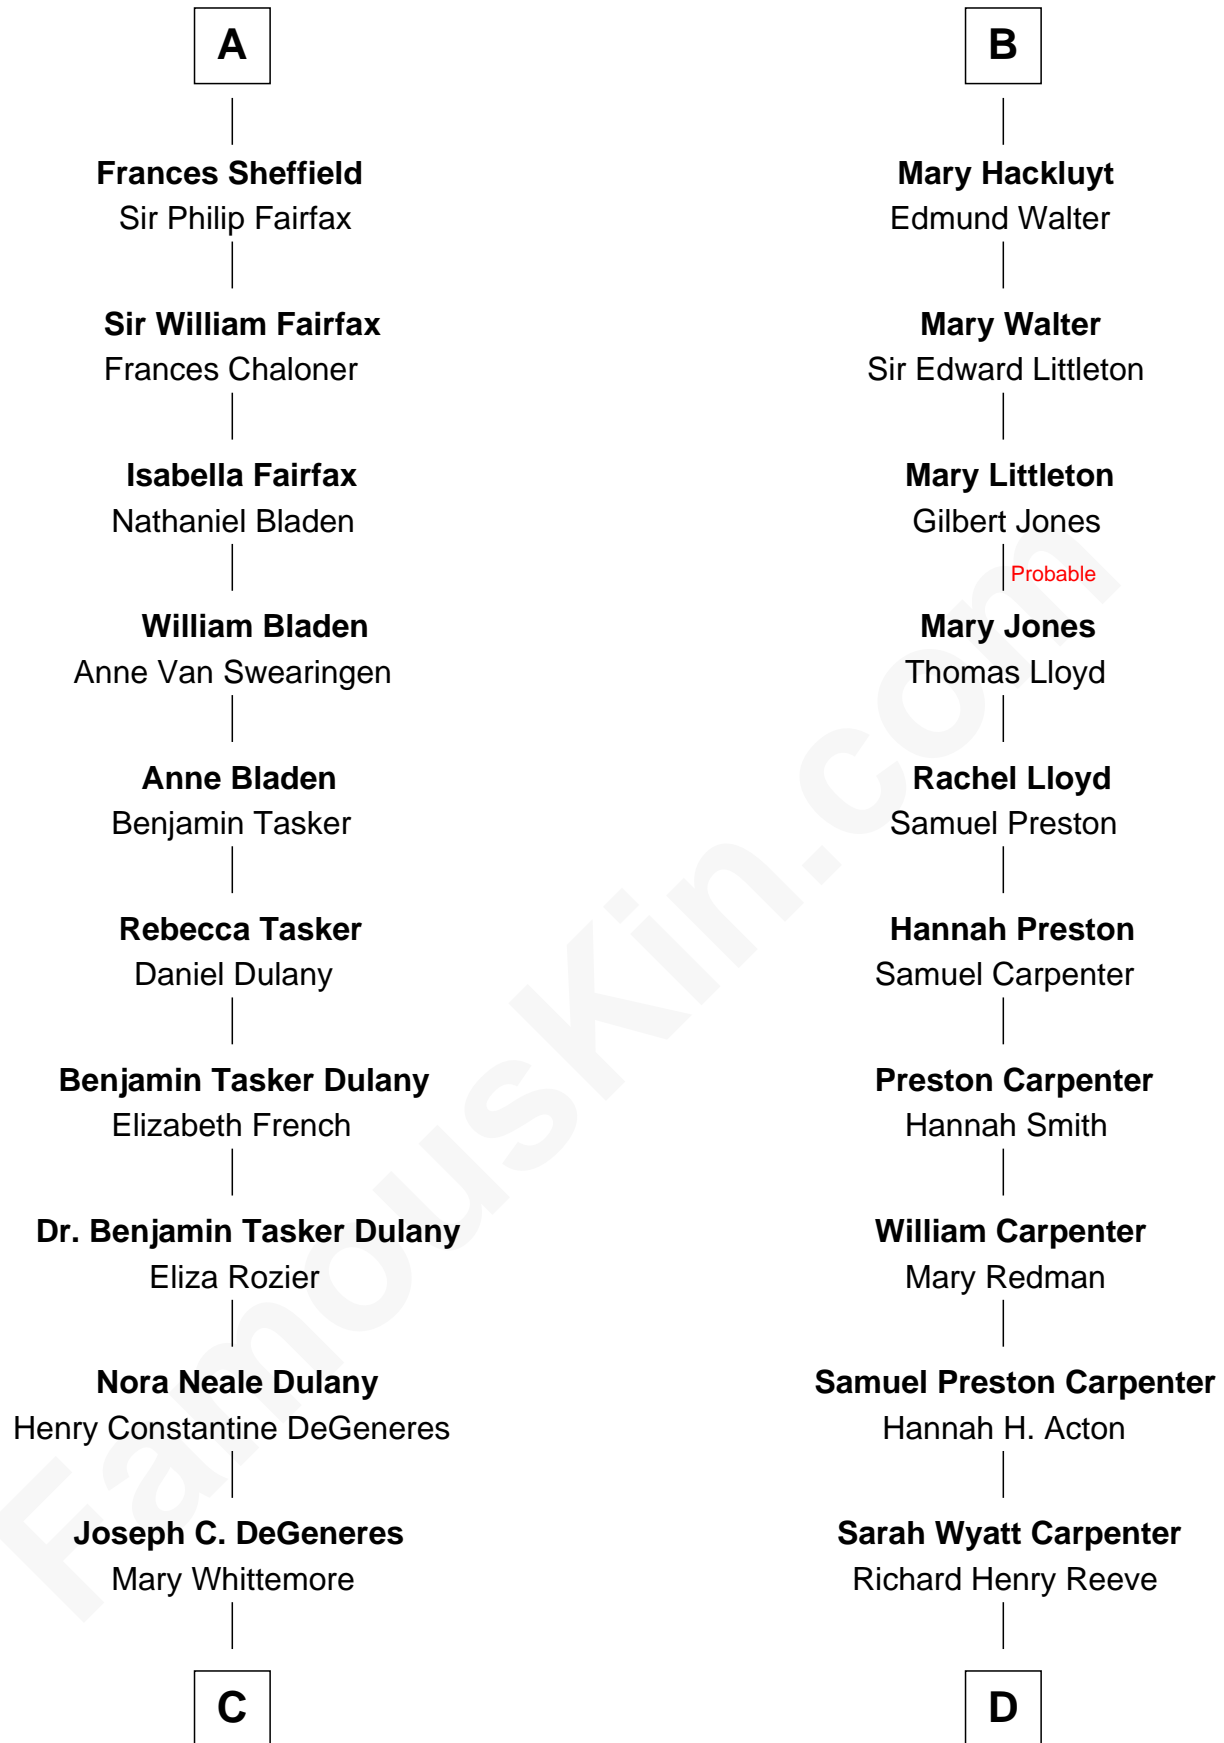 A
Frances Sheffield
Sir Philip Fairfax
Sir William Fairfax
Frances Chaloner
Isabella Fairfax
Nathaniel Bladen
William Bladen
Anne Van Swearingen
Anne Bladen
Benjamin Tasker
Rebecca Tasker
Daniel Dulany
Benjamin Tasker Dulany
Elizabeth French
Dr. Benjamin Tasker Dulany
Eliza Rozier
Nora Neale Dulany
Henry Constantine DeGeneres
Joseph C. DeGeneres
Mary Whittemore
C
B
Mary Hackluyt
Edmund Walter
Mary Walter
Sir Edward Littleton
Mary Littleton
Gilbert Jones
Probable
Mary Jones
Thomas Lloyd
Rachel Lloyd
Samuel Preston
Hannah Preston
Samuel Carpenter
Preston Carpenter
Hannah Smith
William Carpenter
Mary Redman
Samuel Preston Carpenter
Hannah H. Acton
Sarah Wyatt Carpenter
Richard Henry Reeve
D
FamousKin.com